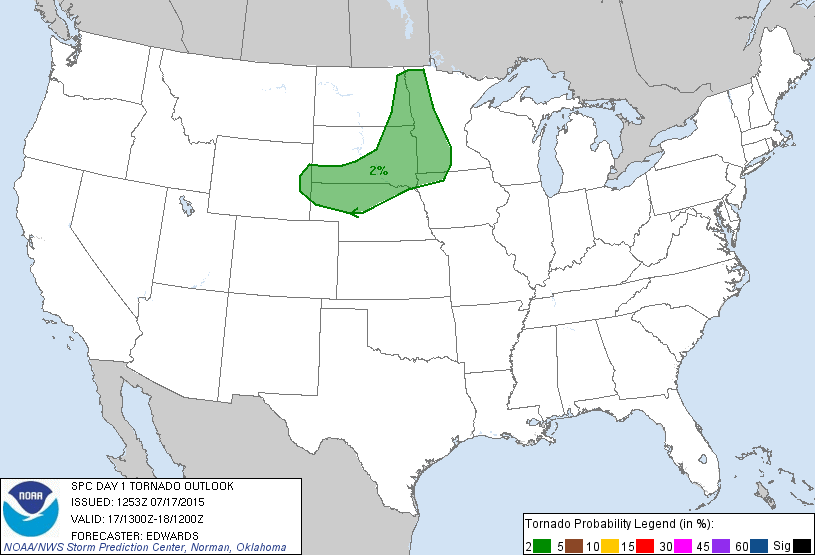 2%
NOAA
SPC DAY 1 TORNADO OUTLOOK
ISSUED: 1253Z 07/17/2015
VALID: 17/1300Z-18/1200Z
FORECASTER: EDWARDS
NOAA/NWS Storm Prediction Center, Norman, Oklahoma
Tornado Probability Legend (in %):
2 5 10 15 30 45 60 Sig